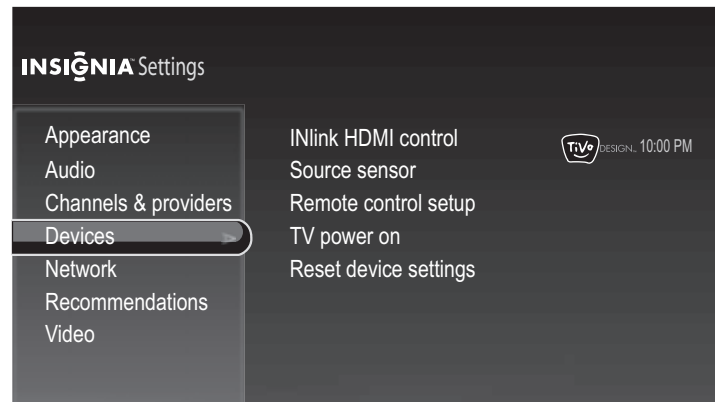 INSIGNIA Settings
Appearance
Audio
Channels & providers
Devices
Network
Recommendations
Video
INlink HDMI control
Source sensor
Remote control setup
TV power on
Reset device settings
TiVo DESIGN™ 10:00 PM